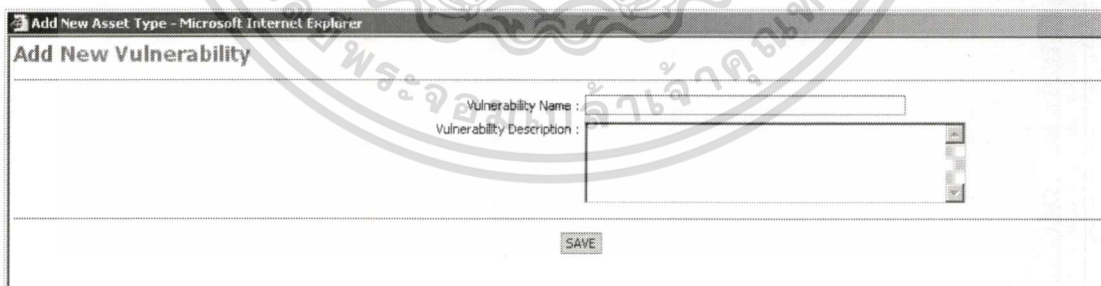 Add New Asset Type - Microsoft Internet Explorer
Add New Vulnerability
Vulnerability Name :
Vulnerability Description :
SAVE